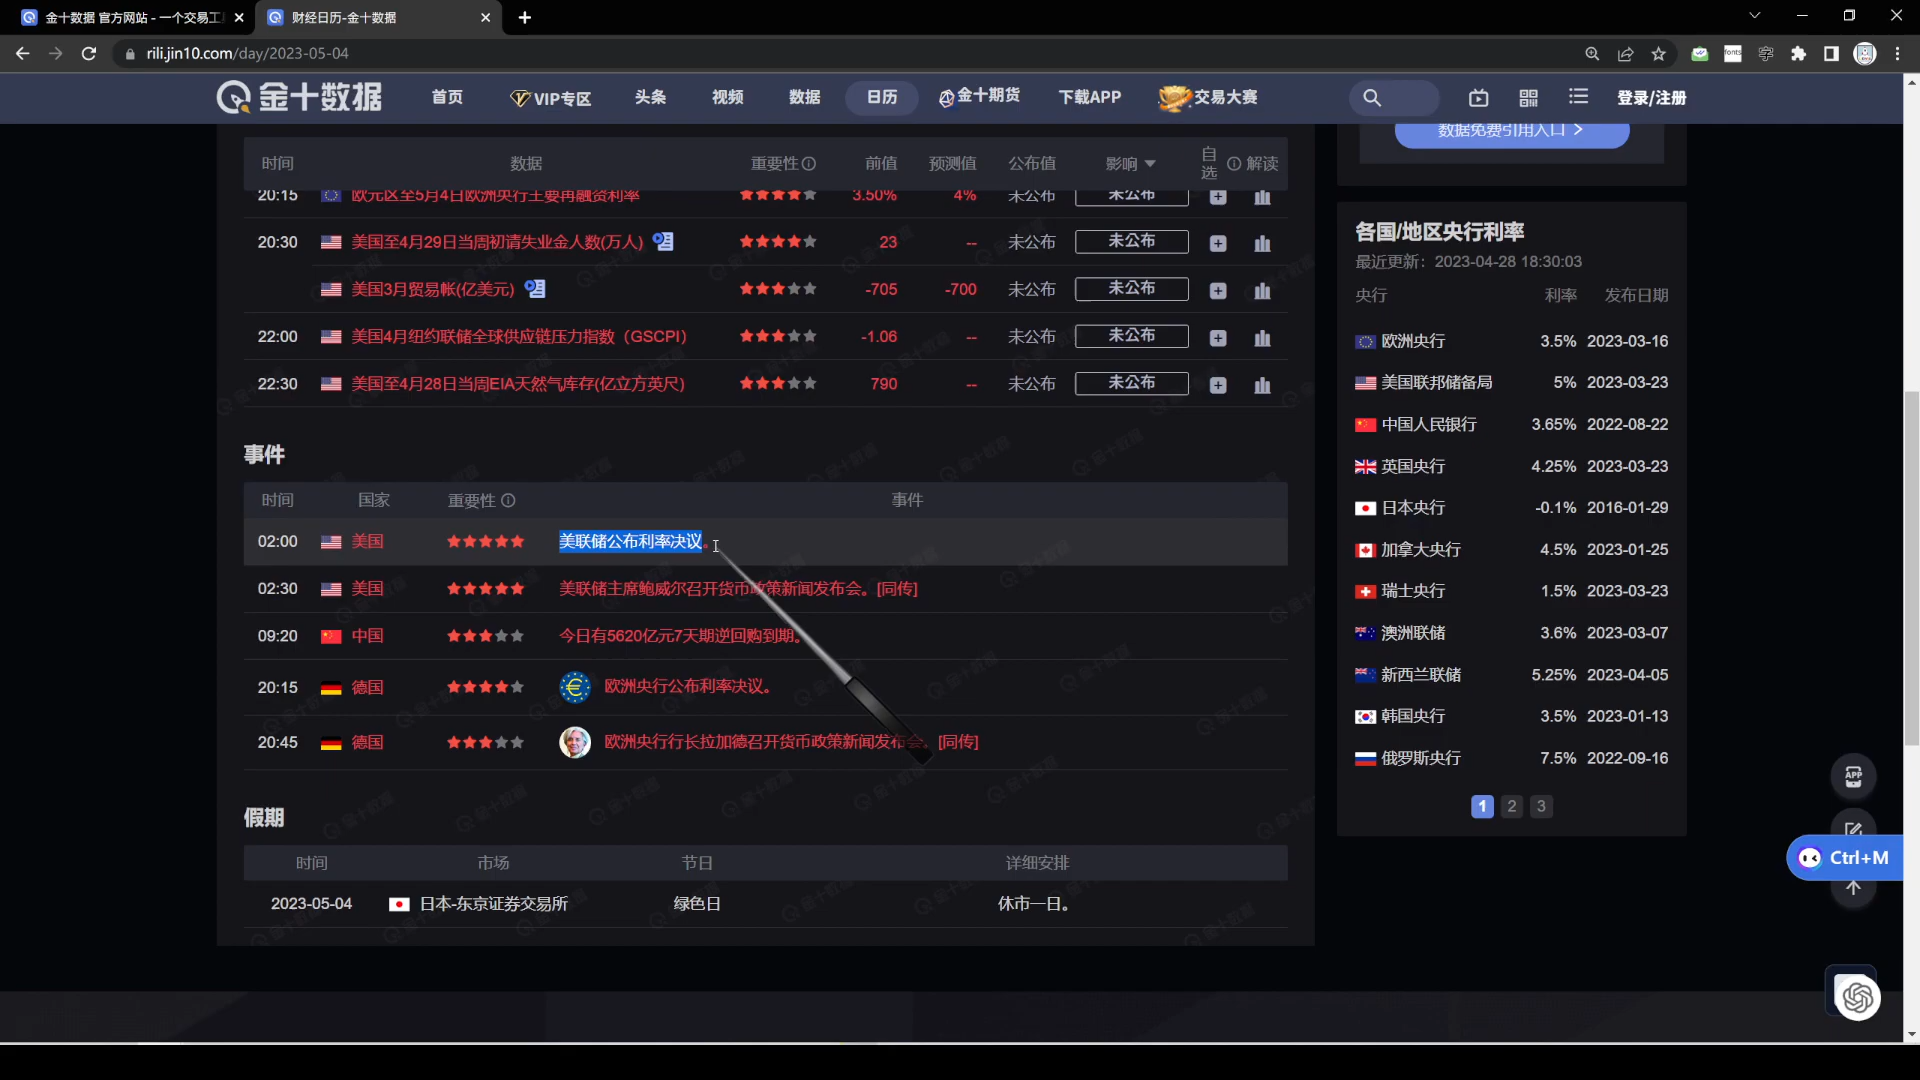 金十数据 官方网站 - 一个交易工
财经日历-金十数据
rili.jin10.com/day/2023-05-04
金十数据
首页
VIP专区
头条
视频
数据
日历
金十期货
下载APP
交易大赛
登录/注册
数据免费引用入口 >
时间 数据 重要性 前值 预测值 公布值 影响 自选 解读
20:15 欧元区至5月4日欧洲央行主要再融资利率 3.50% 4% 未公布 未公布
20:30 美国至4月29日当周初请失业金人数(万人) 23 -- 未公布 未公布
美国3月贸易帐(亿美元) -705 -700 未公布 未公布
22:00 美国4月纽约联储全球供应链压力指数（GSCPI） -1.06 -- 未公布 未公布
22:30 美国至4月28日当周EIA天然气库存(亿立方英尺) 790 -- 未公布 未公布
事件
时间 国家 重要性 事件
02:00 美国 美联储公布利率决议。
02:30 美国 美联储主席鲍威尔召开货币政策新闻发布会。[同传]
09:20 中国 今日有5620亿元7天期逆回购到期。
20:15 德国 欧洲央行公布利率决议。
20:45 德国 欧洲央行行长拉加德召开货币政策新闻发布会。[同传]
假期
时间 市场 节日 详细安排
2023-05-04 日本-东京证券交易所 绿色日 休市一日。
各国/地区央行利率
最近更新：2023-04-28 18:30:03
央行 利率 发布日期
欧洲央行 3.5% 2023-03-16
美国联邦储备局 5% 2023-03-23
中国人民银行 3.65% 2022-08-22
英国央行 4.25% 2023-03-23
日本央行 -0.1% 2016-01-29
加拿大央行 4.5% 2023-01-25
瑞士央行 1.5% 2023-03-23
澳洲联储 3.6% 2023-03-07
新西兰联储 5.25% 2023-04-05
韩国央行 3.5% 2023-01-13
俄罗斯央行 7.5% 2022-09-16
1 2 3
APP
Ctrl+M